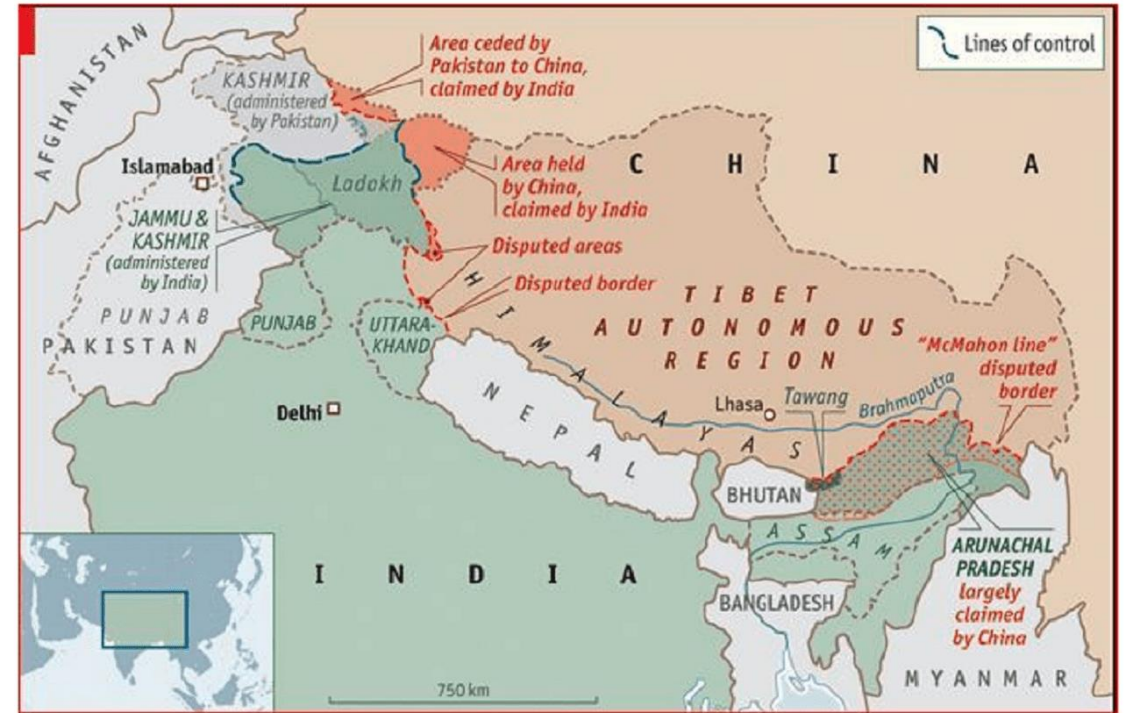 Lines of control
AFGHANISTAN
KASHMIR
(administered
by Pakistan)
Area ceded by
Pakistan to China,
claimed by India
Islamabad
Ladakh
Area held
by China,
claimed by India
CHINA
JAMMU &
KASHMIR
(administered
by India)
Disputed areas
Disputed border
PUNJAB
PAKISTAN
PUNJAB
UTTARA-
KHAND
HIMALAYAS
TIBET
AUTONOMOUS
REGION
"McMahon line"
disputed
border
Delhi
NEPAL
Lhasa
Tawang
Brahmaputra
BHUTAN
ASSAM
ARUNACHAL
PRADESH
largely
claimed
by China
INDIA
BANGLADESH
MYANMAR
750 km